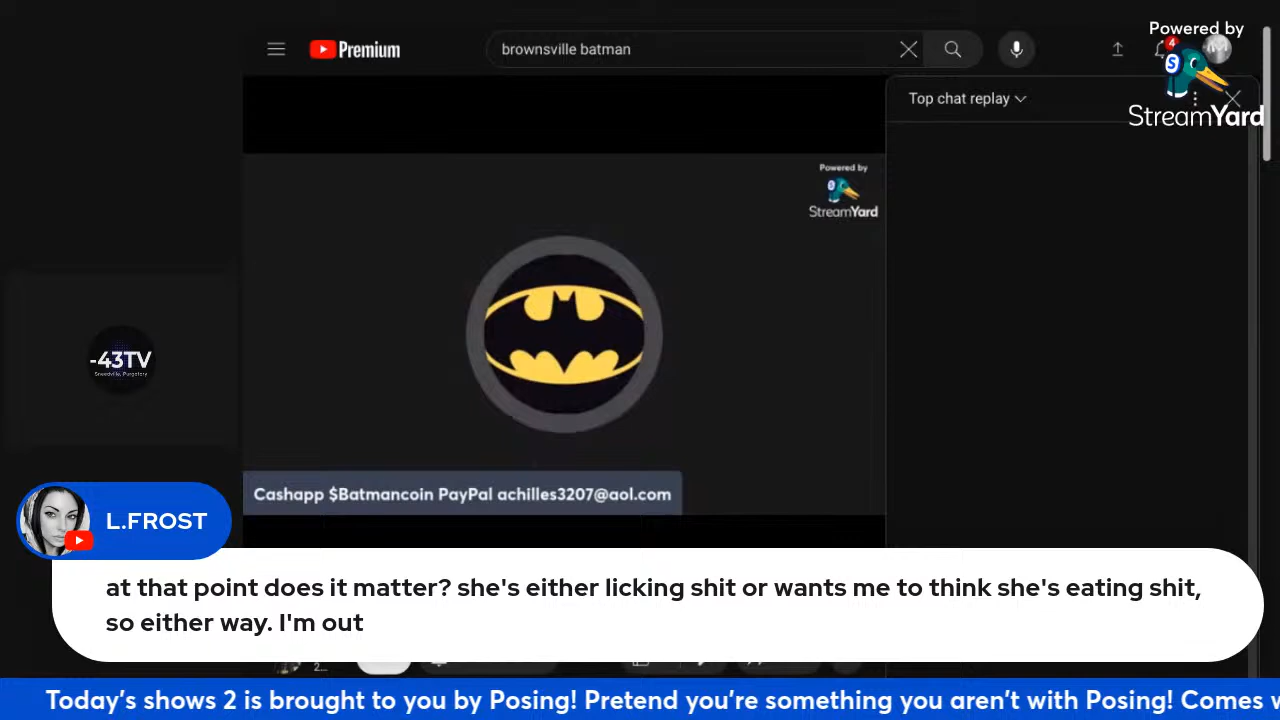 Powered by
StreamYard
Premium
brownsville batman
4
Top chat replay
Powered by
StreamYard
-43TV
Cashapp $Batmancoin PayPal achilles3207@aol.com
L.FROST
at that point does it matter? she's either licking shit or wants me to think she's eating shit,
so either way. I'm out
2...
Today's shows 2 is brought to you by Posing! Pretend you're something you aren't with Posing! Comes w